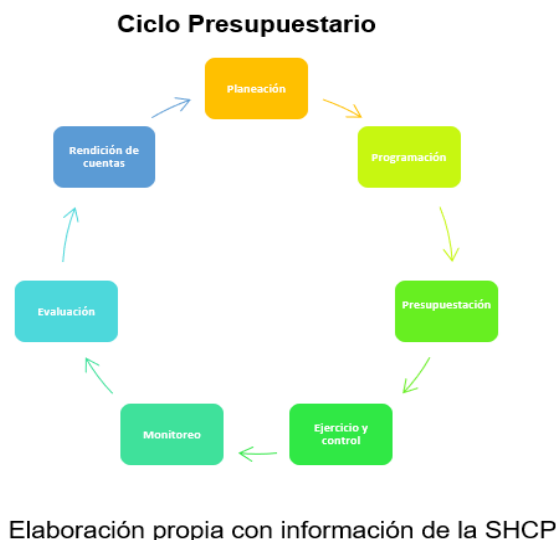 Ciclo Presupuestario
Planeación
Programación
Presupuestación
Ejercicio y
control
Monitoreo
Evaluación
Rendición de
cuentas
Elaboración propia con información de la SHCP